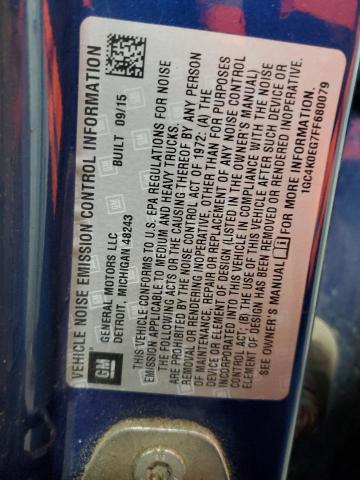 VEHICLE NOISE EMISSION CONTROL INFORMATION
GM
GENERAL MOTORS LLC
DETROIT, MICHIGAN 48243
BUILT 09/15
THIS VEHICLE CONFORMS TO U.S. EPA REGULATIONS FOR NOISE
EMISSION APPLICABLE TO MEDIUM AND HEAVY TRUCKS.
THE FOLLOWING ACTS OR THE CAUSING THEREOF BY ANY PERSON
ARE PROHIBITED BY THE NOISE CONTROL ACT OF 1972: (A) THE
REMOVAL OR RENDERING INOPERATIVE, OTHER THAN FOR PURPOSES
OF MAINTENANCE, REPAIR OR REPLACEMENT OF ANY NOISE CONTROL
DEVICE OR ELEMENT OF DESIGN (LISTED IN THE OWNER'S MANUAL)
INCORPORATED INTO THIS VEHICLE IN COMPLIANCE WITH THE NOISE
CONTROL ACT; (B) THE USE OF THIS VEHICLE AFTER SUCH DEVICE OR
ELEMENT OF DESIGN HAS BEEN REMOVED OR RENDERED INOPERATIVE.
SEE OWNER'S MANUAL 1GC4K0EG7FF680079